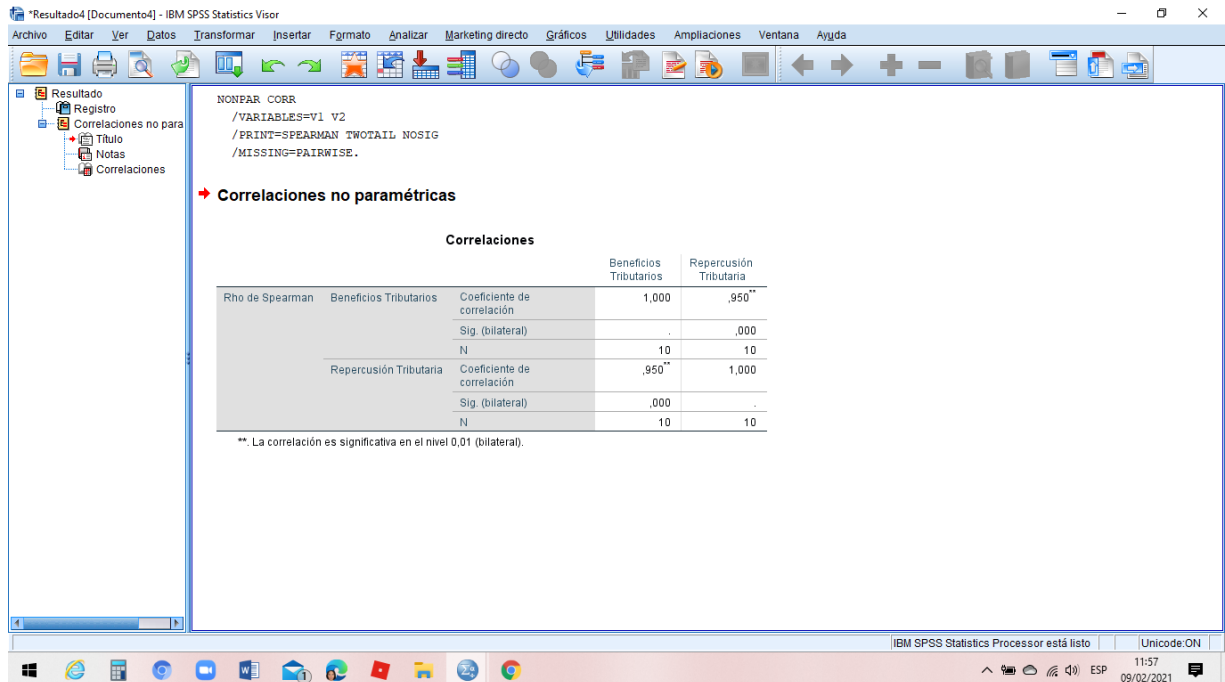 *Resultado4 [Documento4] - IBM SPSS Statistics Visor
Archivo Editar Ver Datos Transformar Insertar Formato Analizar Marketing directo Gráficos Utilidades Ampliaciones Ventana Ayuda
Resultado
Registro
Correlaciones no para
Título
Notas
Correlaciones
NONPAR CORR
/VARIABLES=V1 V2
/PRINT=SPEARMAN TWOTAIL NOSIG
/MISSING=PAIRWISE.
Correlaciones no paramétricas
Correlaciones
Beneficios Tributarios Repercusión Tributaria
Rho de Spearman Beneficios Tributarios Coeficiente de correlación 1,000 ,950**
Sig. (bilateral) . ,000
N 10 10
Repercusión Tributaria Coeficiente de correlación ,950** 1,000
Sig. (bilateral) ,000 .
N 10 10
**. La correlación es significativa en el nivel 0,01 (bilateral).
IBM SPSS Statistics Processor está listo Unicode:ON
ESP 11:57
09/02/2021